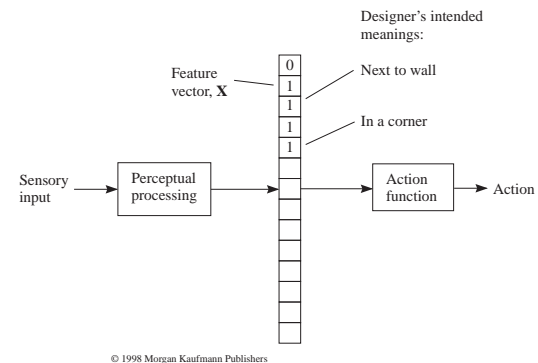 Designer's intended
meanings:
Feature
vector, X
0
1
1
1
1
Next to wall
In a corner
Sensory
input
Perceptual
processing
Action
function
Action
© 1998 Morgan Kaufmann Publishers